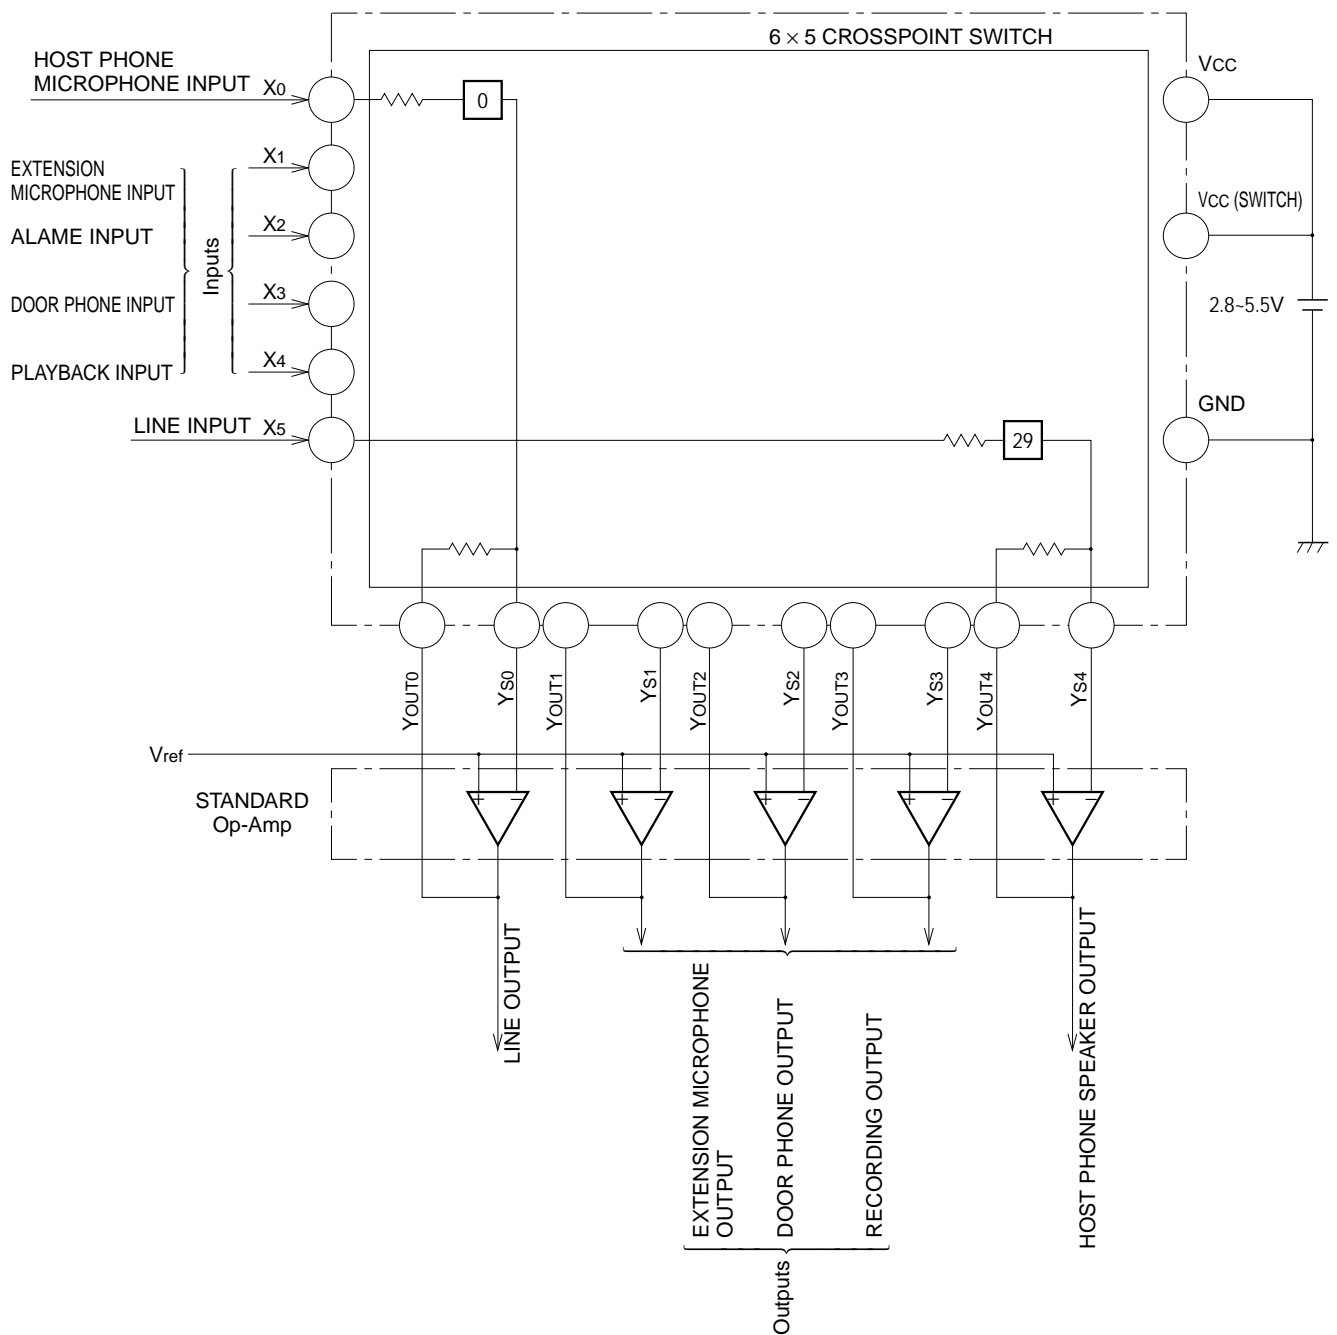 6 × 5 CROSSPOINT SWITCH
HOST PHONE
MICROPHONE INPUT
X0
0
VCC
EXTENSION
MICROPHONE INPUT
X1
ALAME INPUT
X2
VCC (SWITCH)
Inputs
DOOR PHONE INPUT
X3
2.8~5.5V
PLAYBACK INPUT
X4
LINE INPUT
X5
29
GND
YOUT0
YS0
YOUT1
YS1
YOUT2
YS2
YOUT3
YS3
YOUT4
YS4
Vref
STANDARD
Op-Amp
+ −
+ −
+ −
+ −
+ −
LINE OUTPUT
EXTENSION MICROPHONE
OUTPUT
DOOR PHONE OUTPUT
RECORDING OUTPUT
HOST PHONE SPEAKER OUTPUT
Outputs